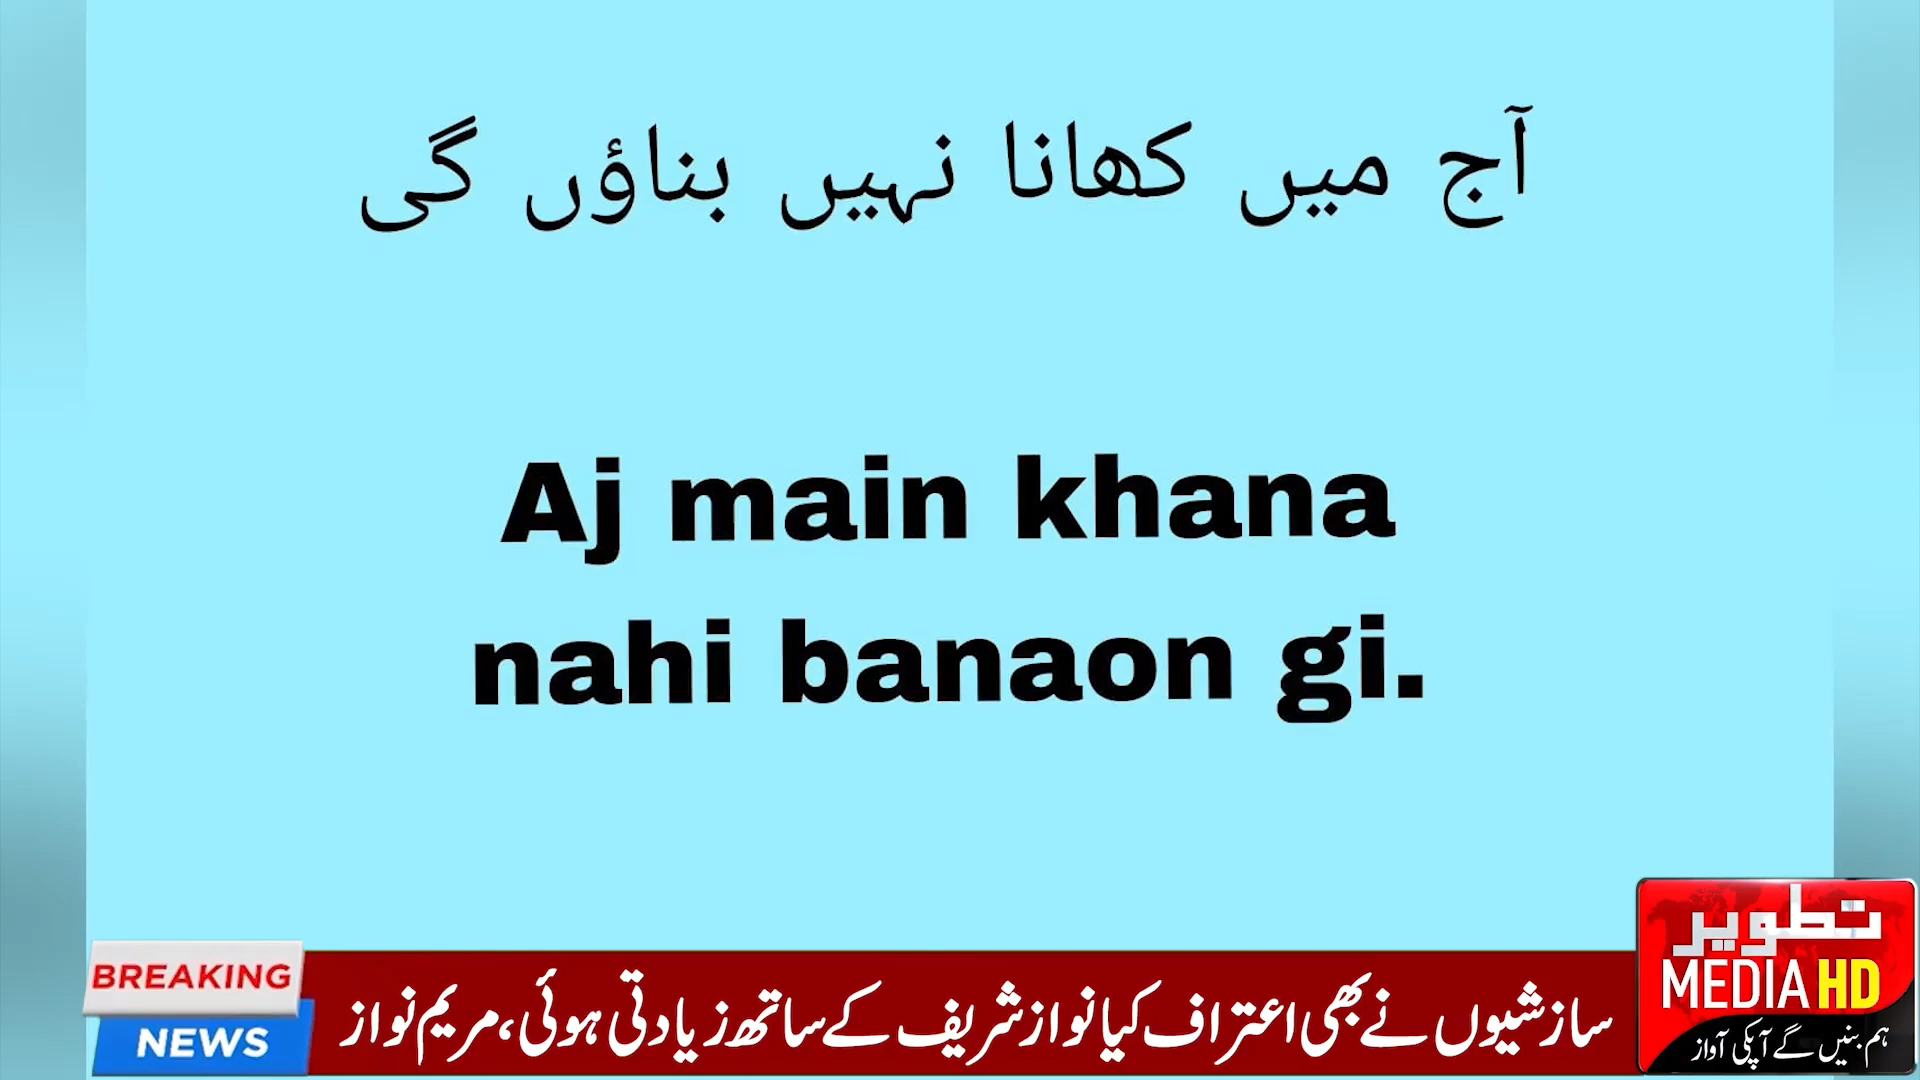 آج میں کھانا نہیں بناؤں گی
Aj main khana
nahi banaon gi.
BREAKING
NEWS
سازشیوں نے بھی اعتراف کیا نواز شریف کے ساتھ زیادتی ہوئی، مریم نواز
تطویر
MEDIA HD
ہم بنیں گے آپکی آواز